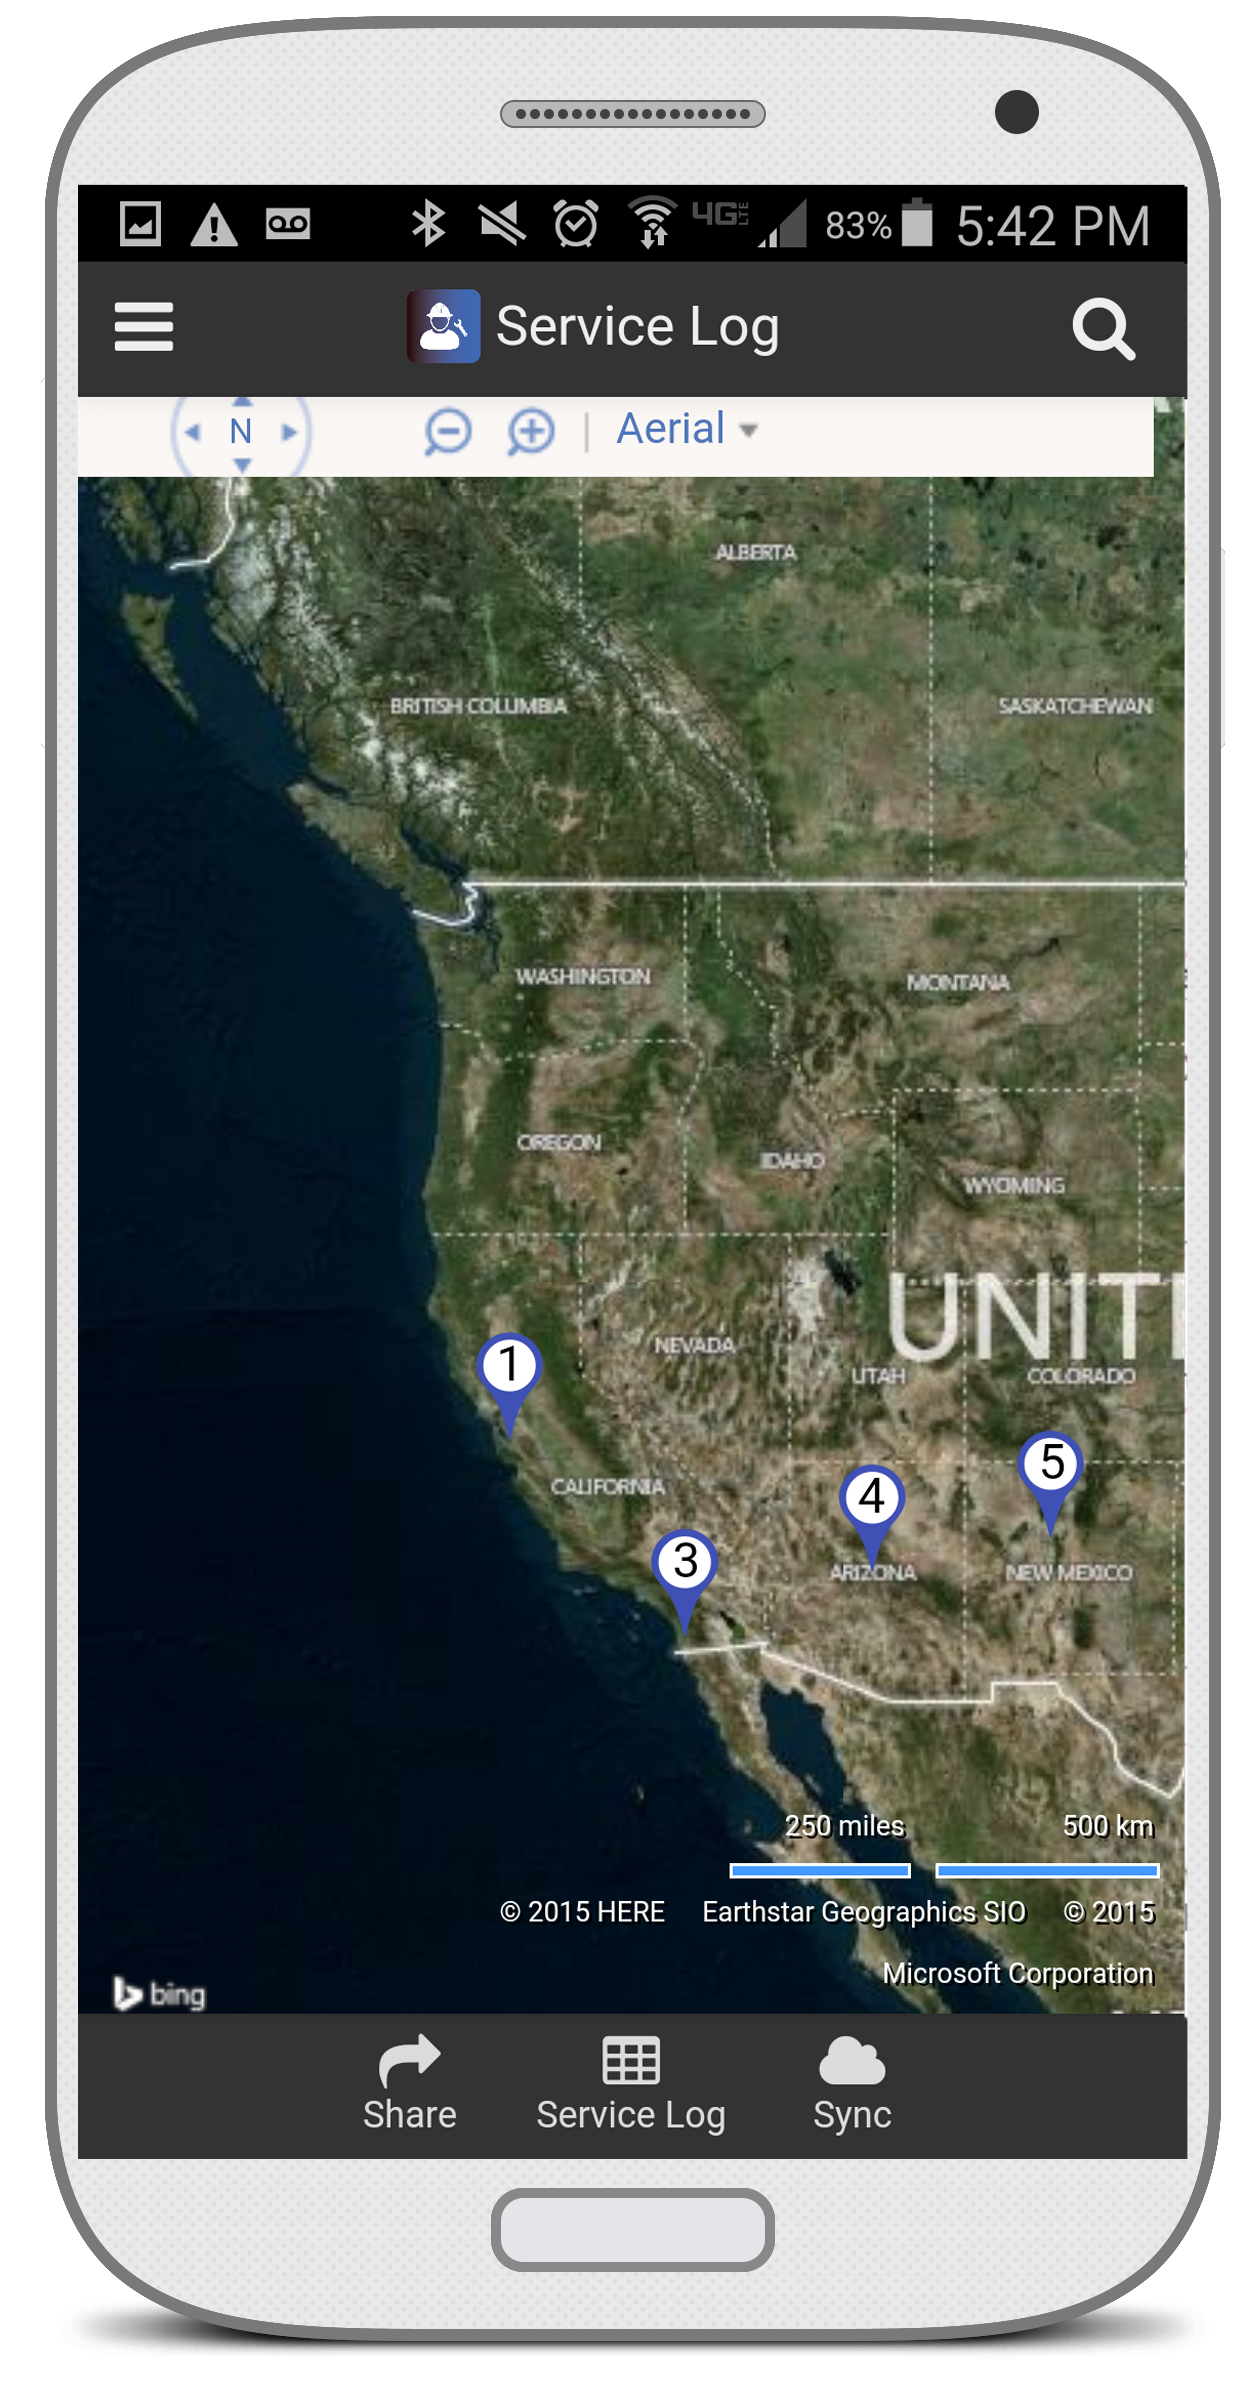 4G LTE 83% 5:42 PM
Service Log
N | Aerial
ALBERTA
BRITISH COLUMBIA
SASKATCHEWAN
WASHINGTON
MONTANA
OREGON
IDAHO
WYOMING
UNITE
1
NEVADA
UTAH
COLORADO
5
4
CALIFORNIA
3
ARIZONA
NEW MEXICO
250 miles
500 km
© 2015 HERE Earthstar Geographics SIO © 2015
Microsoft Corporation
bing
Share
Service Log
Sync